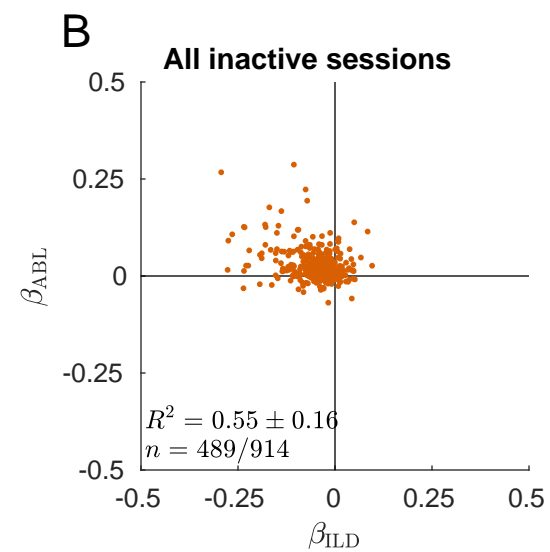 B
All inactive sessions
0.5
0.25
0
-0.25
-0.5
β_ABL
R² = 0.55 ± 0.16
n = 489/914
-0.5 -0.25 0 0.25 0.5
β_ILD